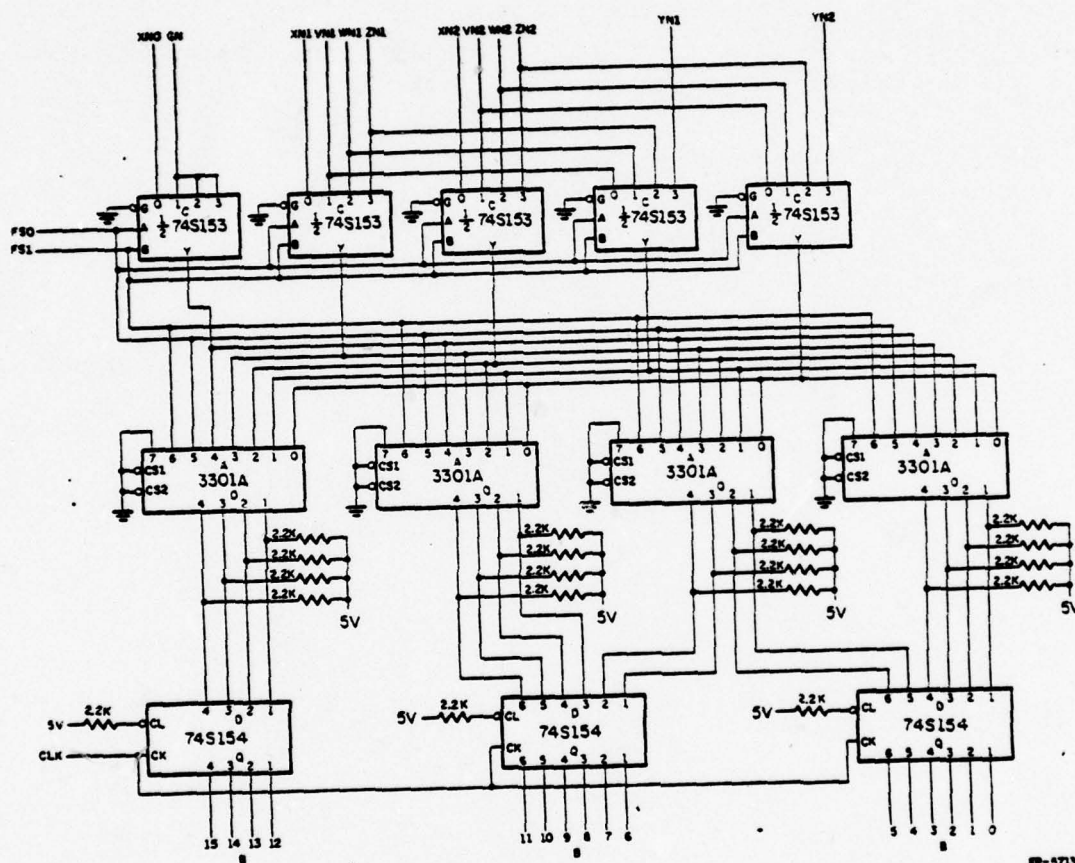 XN0 GN XN1 VN1 WN1 ZN1 XN2 VN2 WN2 ZN2 YN1 YN2
0 1 2 3 0 1 2 3 0 1 2 3 0 1 2 3 0 1 2 3
G C G C G C G C G C
A ½ 74S153 A ½ 74S153 A ½ 74S153 A ½ 74S153 A ½ 74S153
B Y B Y B Y B Y B Y
FS0
FS1
7 6 5 4 3 2 1 0 7 6 5 4 3 2 1 0 7 6 5 4 3 2 1 0 7 6 5 4 3 2 1 0
A A A A
CS1 3301A CS1 3301A CS1 3301A CS1 3301A
CS2 O CS2 O CS2 O CS2 O
4 3 2 1 4 3 2 1 4 3 2 1 4 3 2 1
2.2K 2.2K 2.2K 2.2K
2.2K 2.2K 2.2K 2.2K
2.2K 2.2K 2.2K 2.2K
2.2K 2.2K 2.2K 2.2K
5V 5V 5V 5V
4 3 2 1 6 5 4 3 2 1 6 5 4 3 2 1
D D D
5V 2.2K CL 5V 2.2K CL 5V 2.2K CL
74S154 74S154 74S154
CLK CK Q CK Q CK Q
4 3 2 1 6 5 4 3 2 1 6 5 4 3 2 1
15 14 13 12 11 10 9 8 7 6 5 4 3 2 1 0
B B B